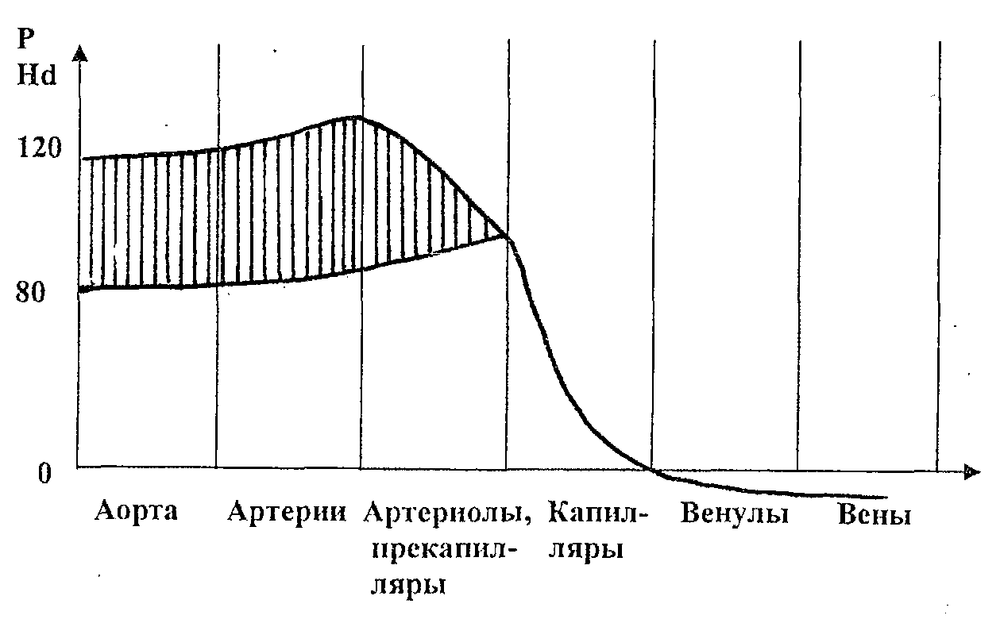 P
Hd
120
80
0
Аорта
Артерии
Артериолы,
прекапил-
ляры
Капил-
ляры
Венулы
Вены